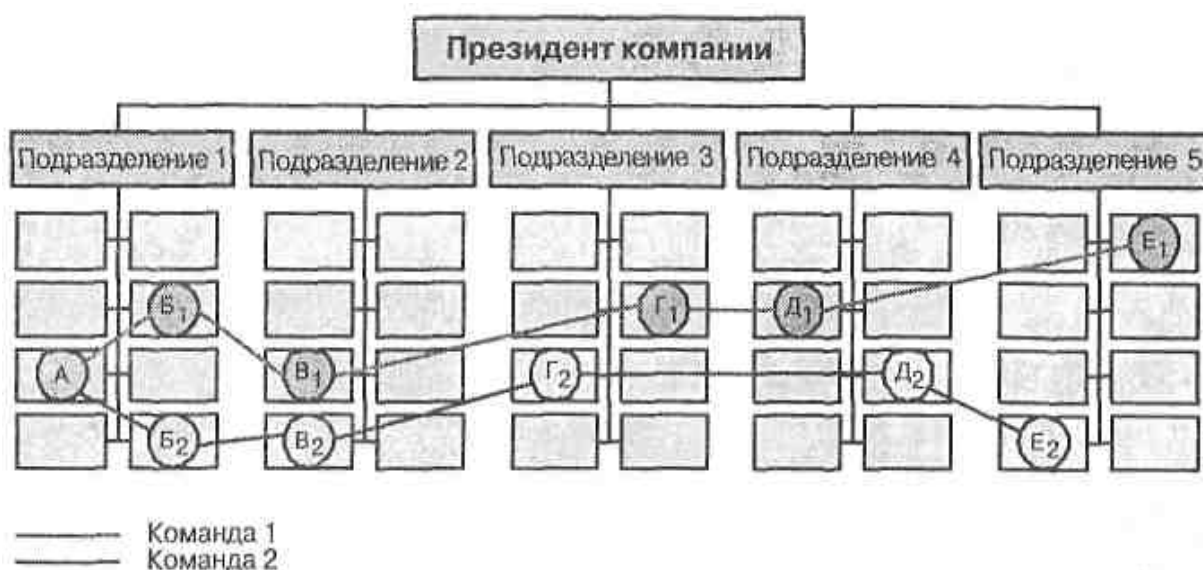 Президент компании
Подразделение 1 Подразделение 2 Подразделение 3 Подразделение 4 Подразделение 5
Е₁
Б₁ Г₁ Д₁
А В₁ Г₂ Д₂
Б₂ В₂ Е₂
Команда 1
Команда 2